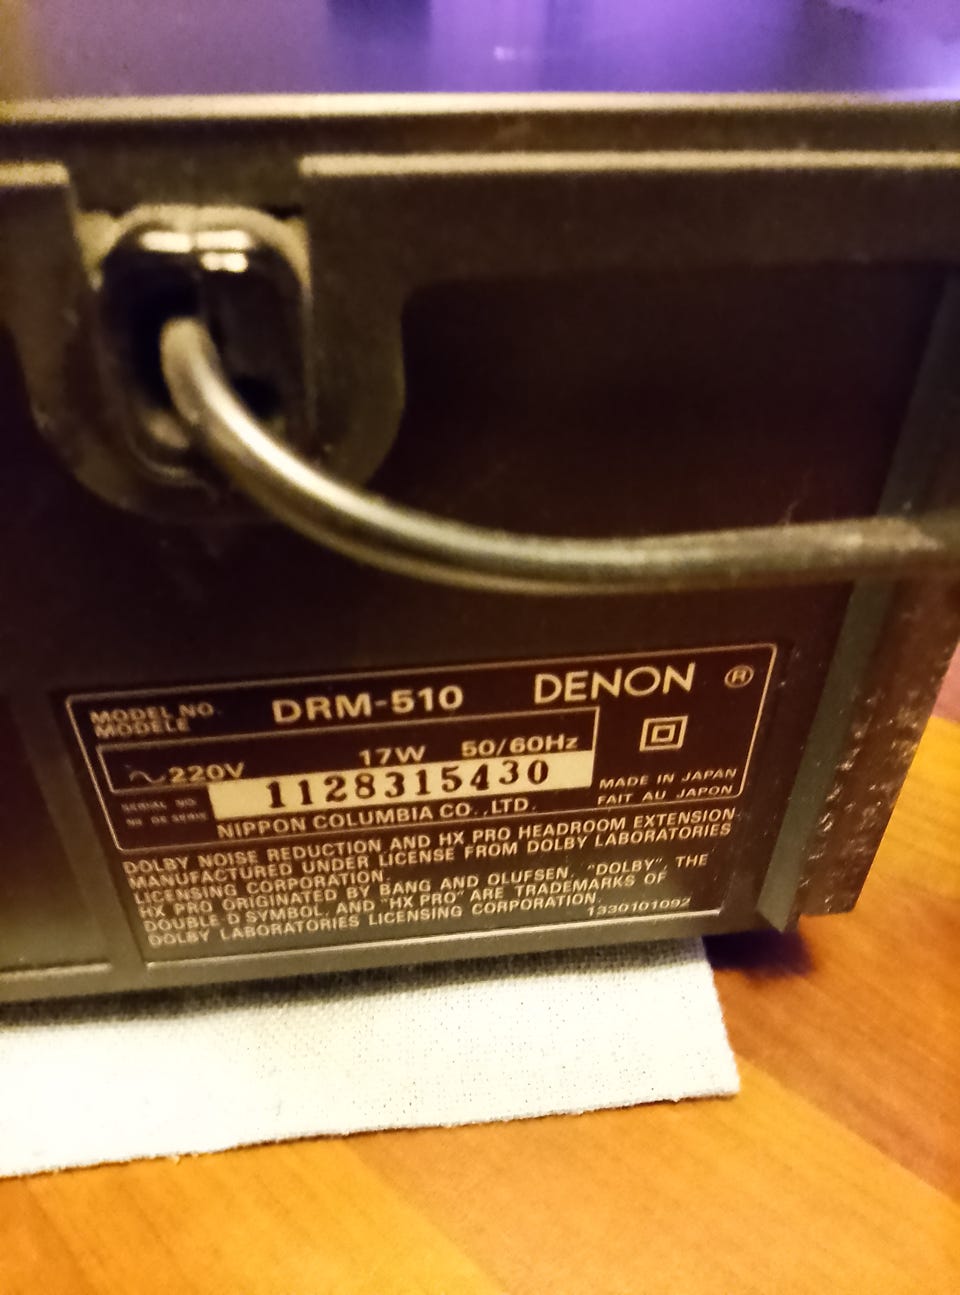 MODEL NO.
MODELE
DRM-510 DENON ®
~220V 17W 50/60Hz
SERIAL NO.
NO DE SERIE
1128315430
MADE IN JAPAN
FAIT AU JAPON
NIPPON COLUMBIA CO.,LTD.
DOLBY NOISE REDUCTION AND HX PRO HEADROOM EXTENSION
MANUFACTURED UNDER LICENSE FROM DOLBY LABORATORIES
LICENSING CORPORATION.
HX PRO ORIGINATED BY BANG AND OLUFSEN. "DOLBY", THE
DOUBLE-D SYMBOL, AND "HX PRO" ARE TRADEMARKS OF
DOLBY LABORATORIES LICENSING CORPORATION.
1330101092